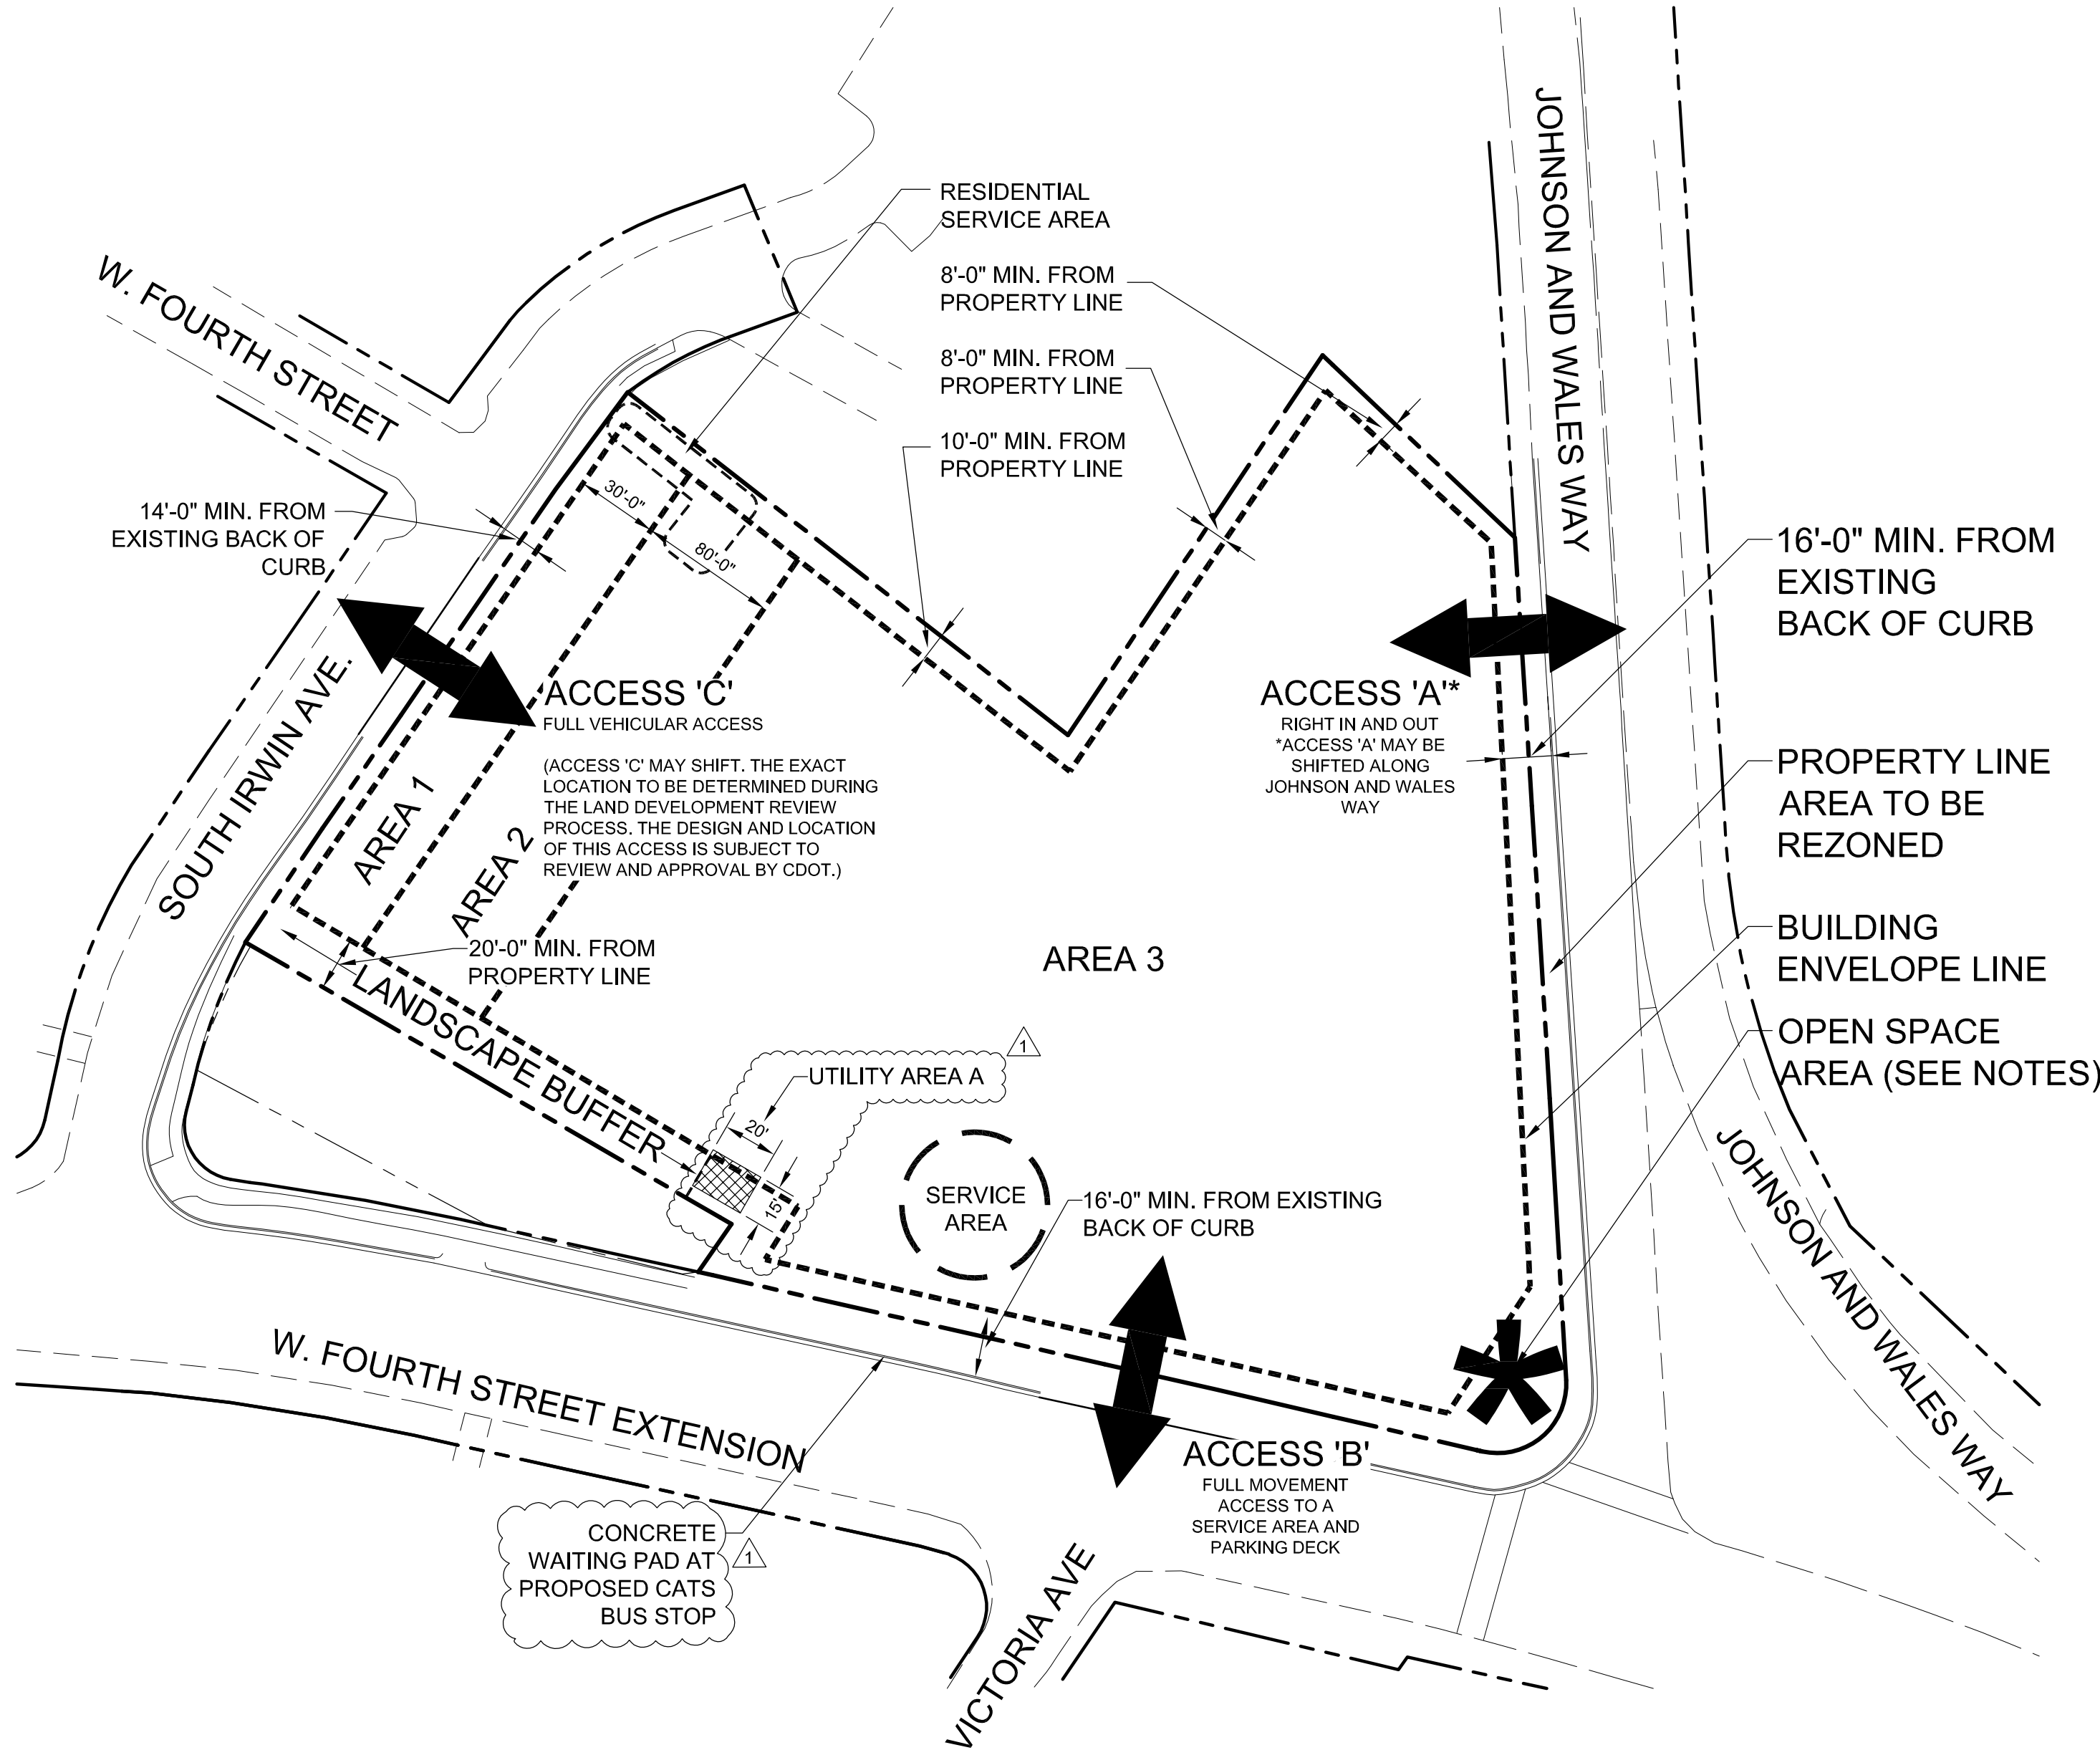 JOHNSON AND WALES WAY
RESIDENTIAL
SERVICE AREA
8'-0" MIN. FROM
PROPERTY LINE
8'-0" MIN. FROM
PROPERTY LINE
10'-0" MIN. FROM
PROPERTY LINE
W. FOURTH STREET
14'-0" MIN. FROM
EXISTING BACK OF
CURB
30'-0"
80'-0"
16'-0" MIN. FROM
EXISTING
BACK OF CURB
SOUTH IRWIN AVE.
ACCESS 'C'
FULL VEHICULAR ACCESS
(ACCESS 'C' MAY SHIFT. THE EXACT
LOCATION TO BE DETERMINED DURING
THE LAND DEVELOPMENT REVIEW
PROCESS. THE DESIGN AND LOCATION
OF THIS ACCESS IS SUBJECT TO
REVIEW AND APPROVAL BY CDOT.)
ACCESS 'A'*
RIGHT IN AND OUT
*ACCESS 'A' MAY BE
SHIFTED ALONG
JOHNSON AND WALES
WAY
PROPERTY LINE
AREA TO BE
REZONED
AREA 1
AREA 2
AREA 3
20'-0" MIN. FROM
PROPERTY LINE
LANDSCAPE BUFFER
BUILDING
ENVELOPE LINE
OPEN SPACE
AREA (SEE NOTES)
1
UTILITY AREA A
20'
15'
SERVICE
AREA
16'-0" MIN. FROM EXISTING
BACK OF CURB
JOHNSON AND WALES WAY
W. FOURTH STREET EXTENSION
ACCESS 'B'
FULL MOVEMENT
ACCESS TO A
SERVICE AREA AND
PARKING DECK
CONCRETE
WAITING PAD AT
PROPOSED CATS
BUS STOP
1
VICTORIA AVE